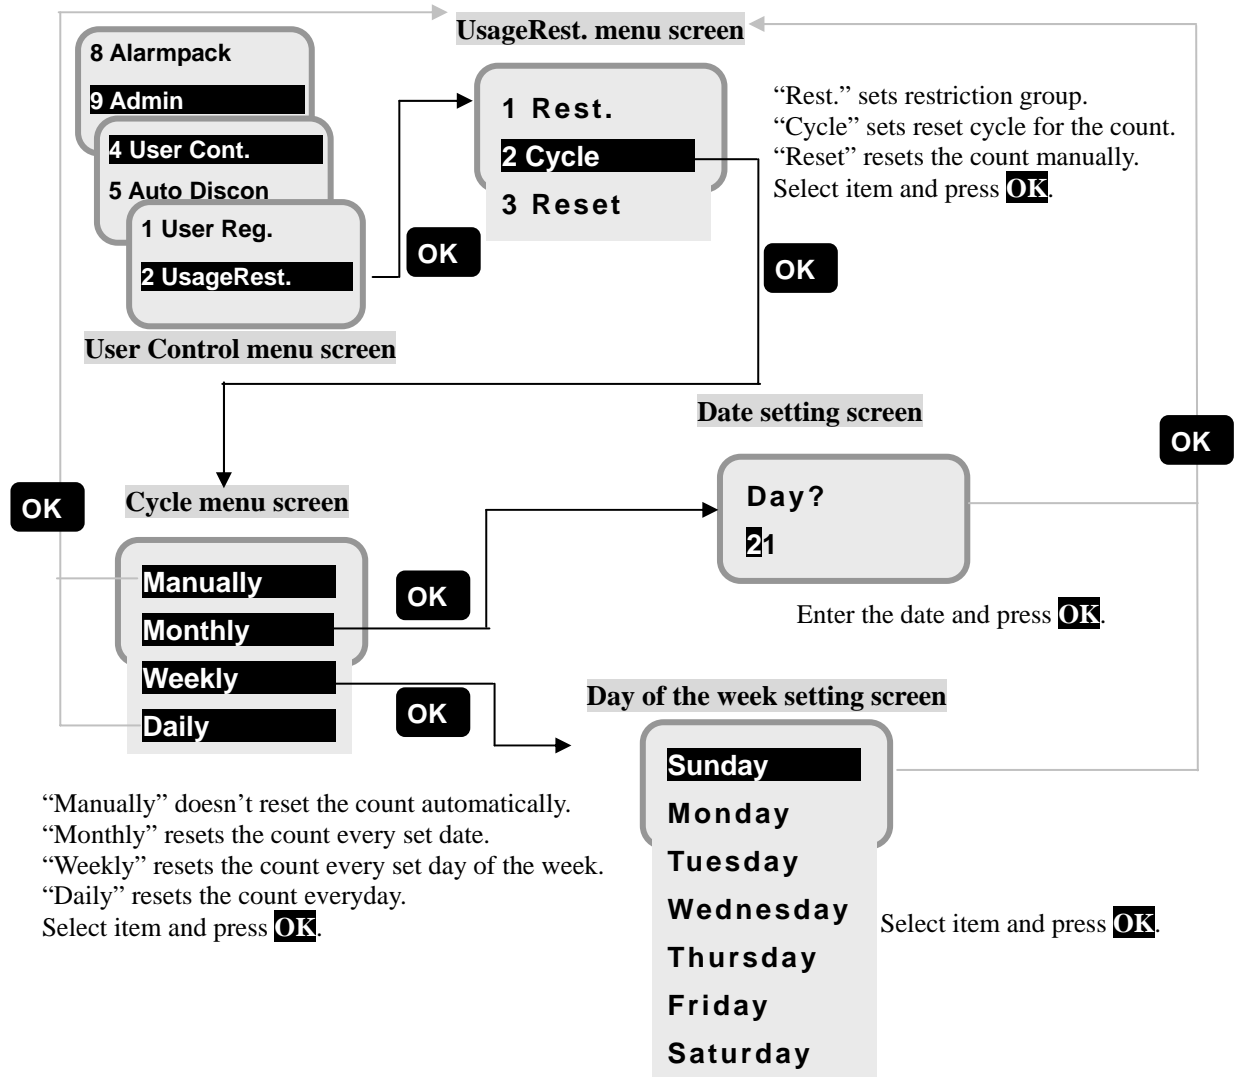 UsageRest. menu screen
8 Alarmpack
9 Admin
4 User Cont.
5 Auto Discon
1 User Reg.
2 UsageRest.
User Control menu screen
OK
1 Rest.
2 Cycle
3 Reset
OK
“Rest.” sets restriction group.
“Cycle” sets reset cycle for the count.
“Reset” resets the count manually.
Select item and press OK.
Date setting screen
OK
OK
Cycle menu screen
Day?
21
Manually
Monthly
Weekly
Daily
OK
OK
Enter the date and press OK.
Day of the week setting screen
“Manually” doesn’t reset the count automatically.
“Monthly” resets the count every set date.
“Weekly” resets the count every set day of the week.
“Daily” resets the count everyday.
Select item and press OK.
Sunday
Monday
Tuesday
Wednesday
Thursday
Friday
Saturday
Select item and press OK.